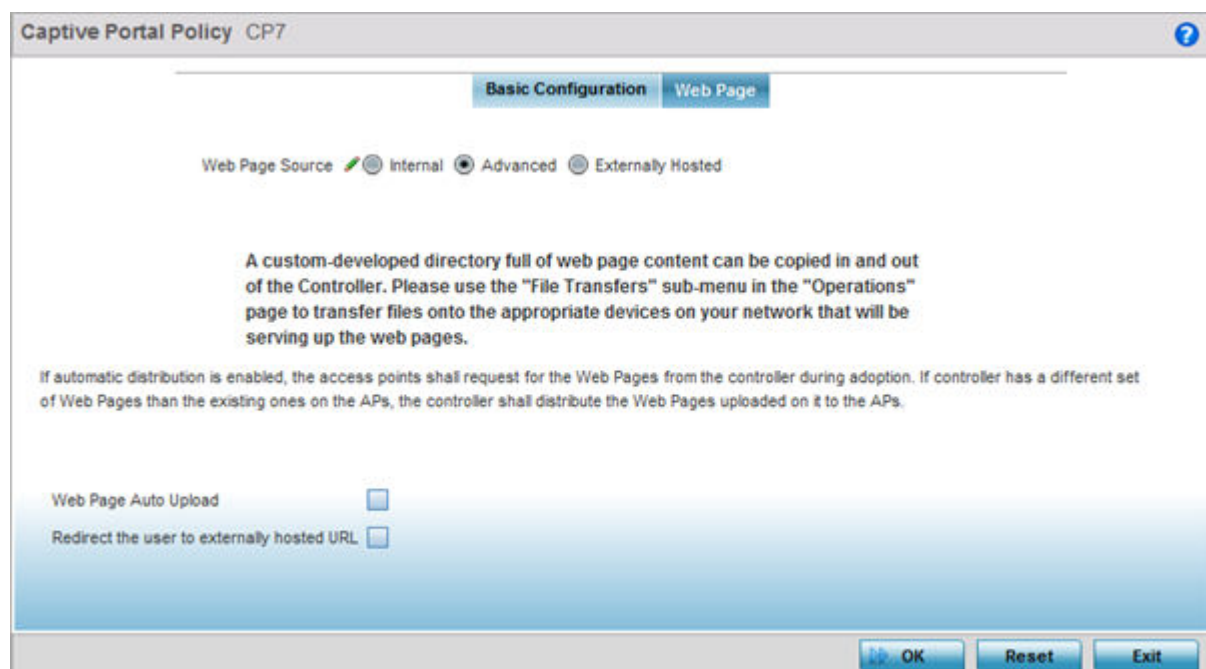 Captive Portal Policy CP7
?
Basic Configuration Web Page
Web Page Source Internal Advanced Externally Hosted
A custom-developed directory full of web page content can be copied in and out
of the Controller. Please use the "File Transfers" sub-menu in the "Operations"
page to transfer files onto the appropriate devices on your network that will be
serving up the web pages.
If automatic distribution is enabled, the access points shall request for the Web Pages from the controller during adoption. If controller has a different set
of Web Pages than the existing ones on the APs, the controller shall distribute the Web Pages uploaded on it to the APs.
Web Page Auto Upload
Redirect the user to externally hosted URL
OK Reset Exit